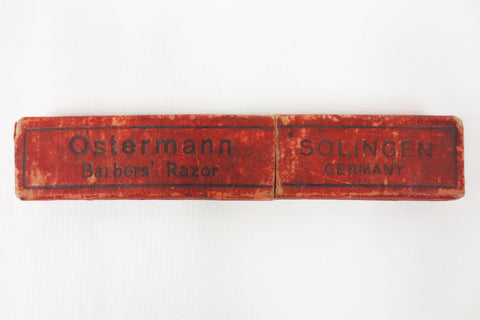 Ostermann
Barbers' Razor
SOLINGEN
GERMANY